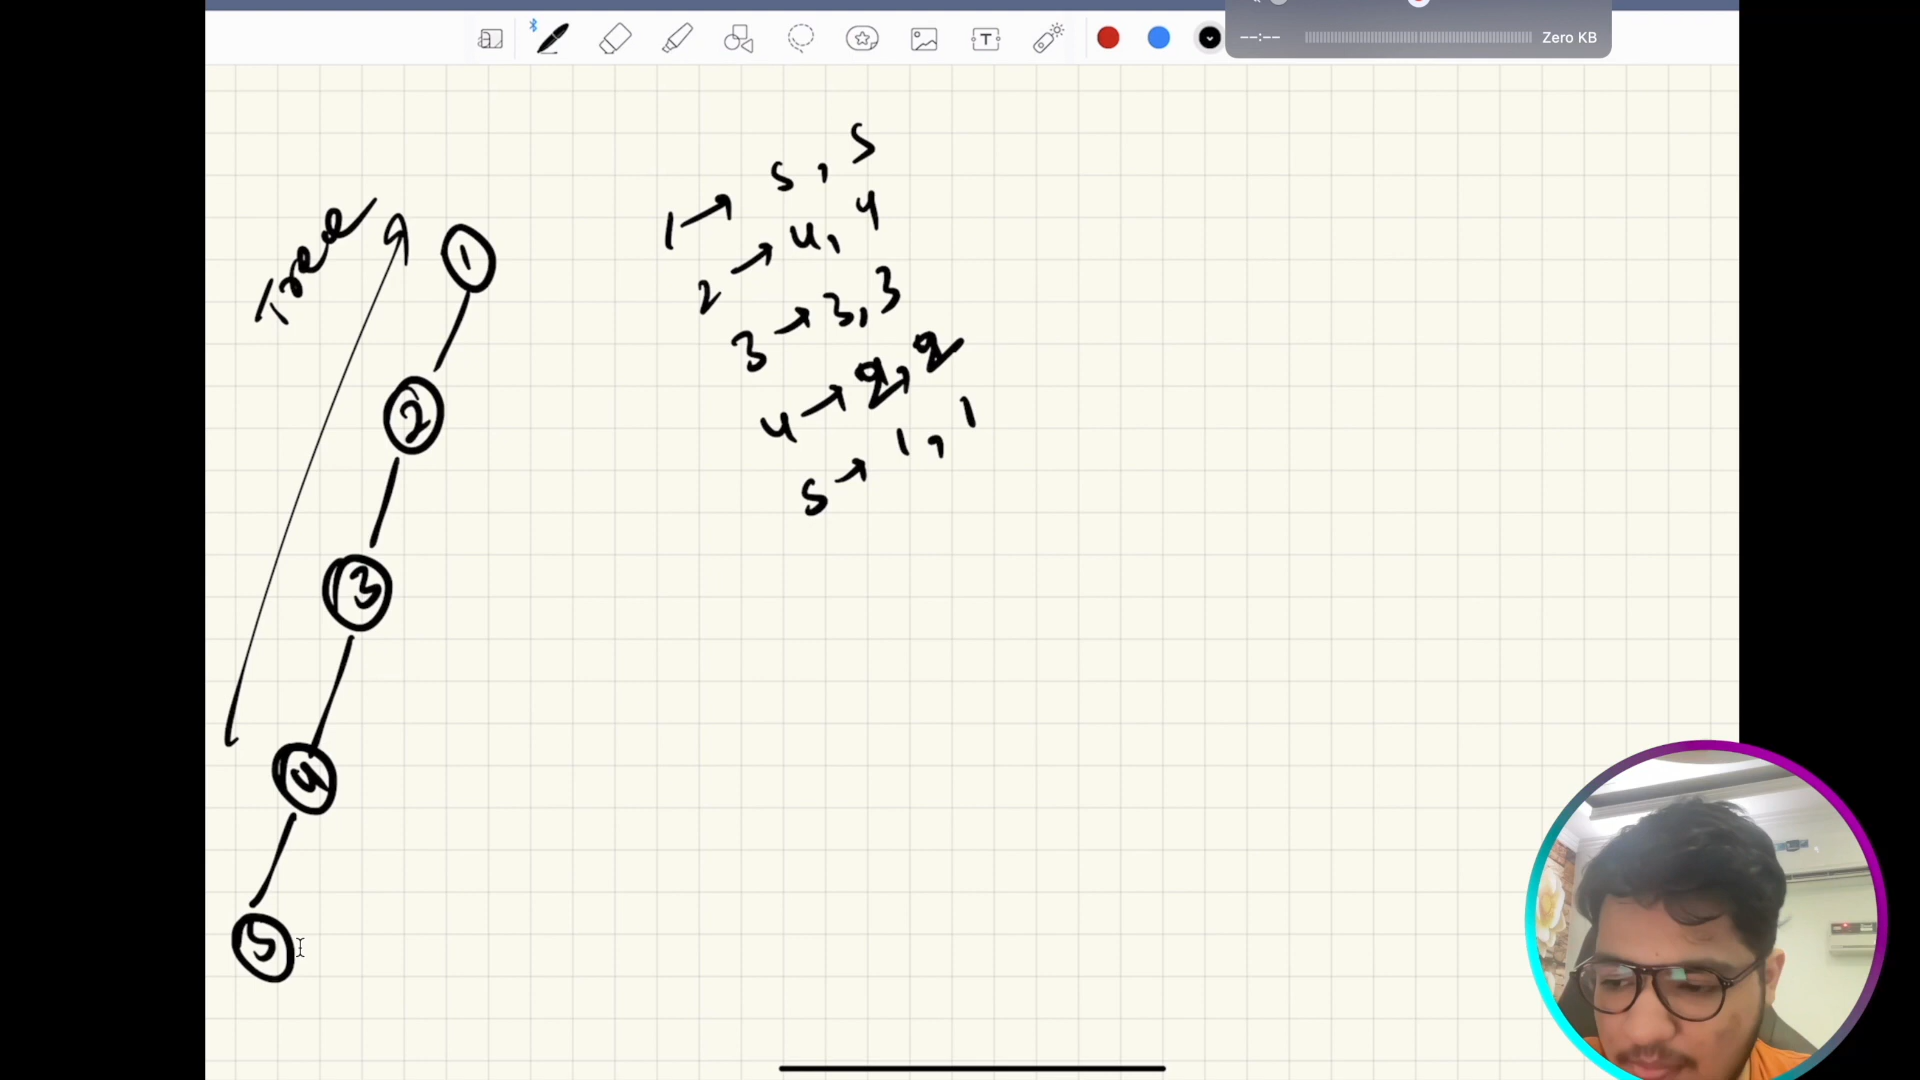 --:-- Zero KB
T
Tree
1
2
3
4
5
1 → 5, 5
2 → 4, 4
3 → 3, 3
4 → 2, 2
5 → 1, 1